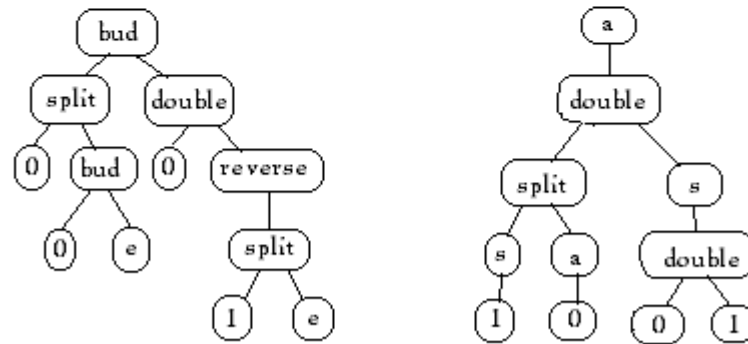 bud a
split double double
0 bud 0 reverse split s
0 e split s a double
1 e 1 0 0 1